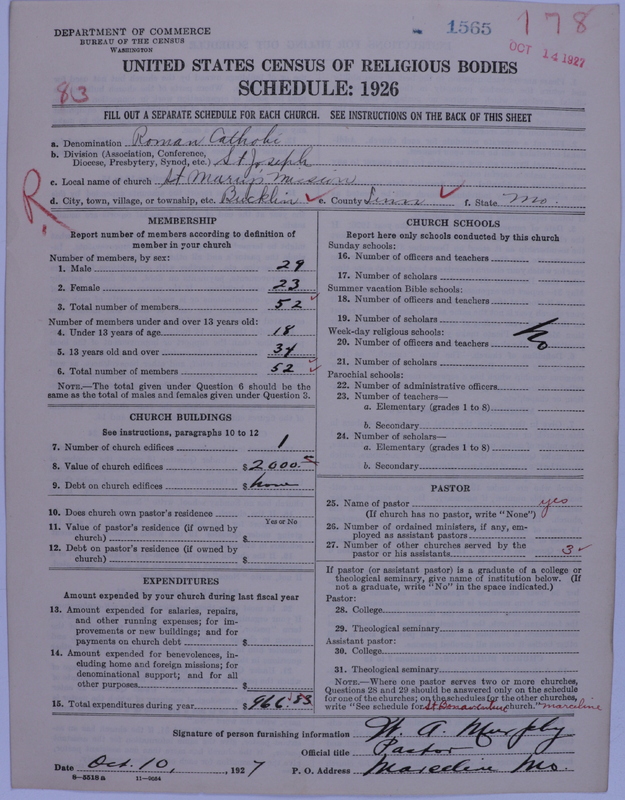 DEPARTMENT OF COMMERCE
BUREAU OF THE CENSUS
WASHINGTON
1565
178
OCT 14 1927
UNITED STATES CENSUS OF RELIGIOUS BODIES
SCHEDULE: 1926
83
FILL OUT A SEPARATE SCHEDULE FOR EACH CHURCH. SEE INSTRUCTIONS ON THE BACK OF THIS SHEET
a. Denomination Roman Catholic
b. Division (Association, Conference,
Diocese, Presbytery, Synod, etc.) St Joseph
c. Local name of church St Mary's Mission
d. City, town, village, or township, etc. Bucklin e. County Linn f. State Mo.
R
MEMBERSHIP
Report number of members according to definition of
member in your church
Number of members, by sex:
1. Male 29
2. Female 23
3. Total number of members 52
Number of members under and over 13 years old:
4. Under 13 years of age 18
5. 13 years old and over 34
6. Total number of members 52
NOTE.—The total given under Question 6 should be the
same as the total of males and females given under Question 3.
CHURCH BUILDINGS
See instructions, paragraphs 10 to 12
7. Number of church edifices 1
8. Value of church edifices $2000.
9. Debt on church edifices $ none
10. Does church own pastor's residence
Yes or No
11. Value of pastor's residence (if owned by
church) $
12. Debt on pastor's residence (if owned by
church) $
EXPENDITURES
Amount expended by your church during last fiscal year
13. Amount expended for salaries, repairs,
and other running expenses; for im-
provements or new buildings; and for
payments on church debt $
14. Amount expended for benevolences, in-
cluding home and foreign missions; for
denominational support; and for all
other purposes $
15. Total expenditures during year $966.85
CHURCH SCHOOLS
Report here only schools conducted by this church
Sunday schools:
16. Number of officers and teachers
17. Number of scholars
Summer vacation Bible schools:
18. Number of officers and teachers
19. Number of scholars
Week-day religious schools:
20. Number of officers and teachers No
21. Number of scholars
Parochial schools:
22. Number of administrative officers
23. Number of teachers—
a. Elementary (grades 1 to 8)
b. Secondary
24. Number of scholars—
a. Elementary (grades 1 to 8)
b. Secondary
PASTOR
25. Name of pastor yes
(If church has no pastor, write "None")
26. Number of ordained ministers, if any, em-
ployed as assistant pastors
27. Number of other churches served by the
pastor or his assistants 3
If pastor (or assistant pastor) is a graduate of a college or
theological seminary, give name of institution below. (If
not a graduate, write "No" in the space indicated.)
Pastor:
28. College
29. Theological seminary
Assistant pastor:
30. College
31. Theological seminary
NOTE.—Where one pastor serves two or more churches,
Questions 28 and 29 should be answered only on the schedule
for one of the churches; on the schedules for the other churches,
write "See schedule for St Bonaventure church." Marceline
Signature of person furnishing information W. A. Murphy
Official title Pastor
Date Oct. 10, 1927 P. O. Address Marceline Mo.
8—5518a 11—9054